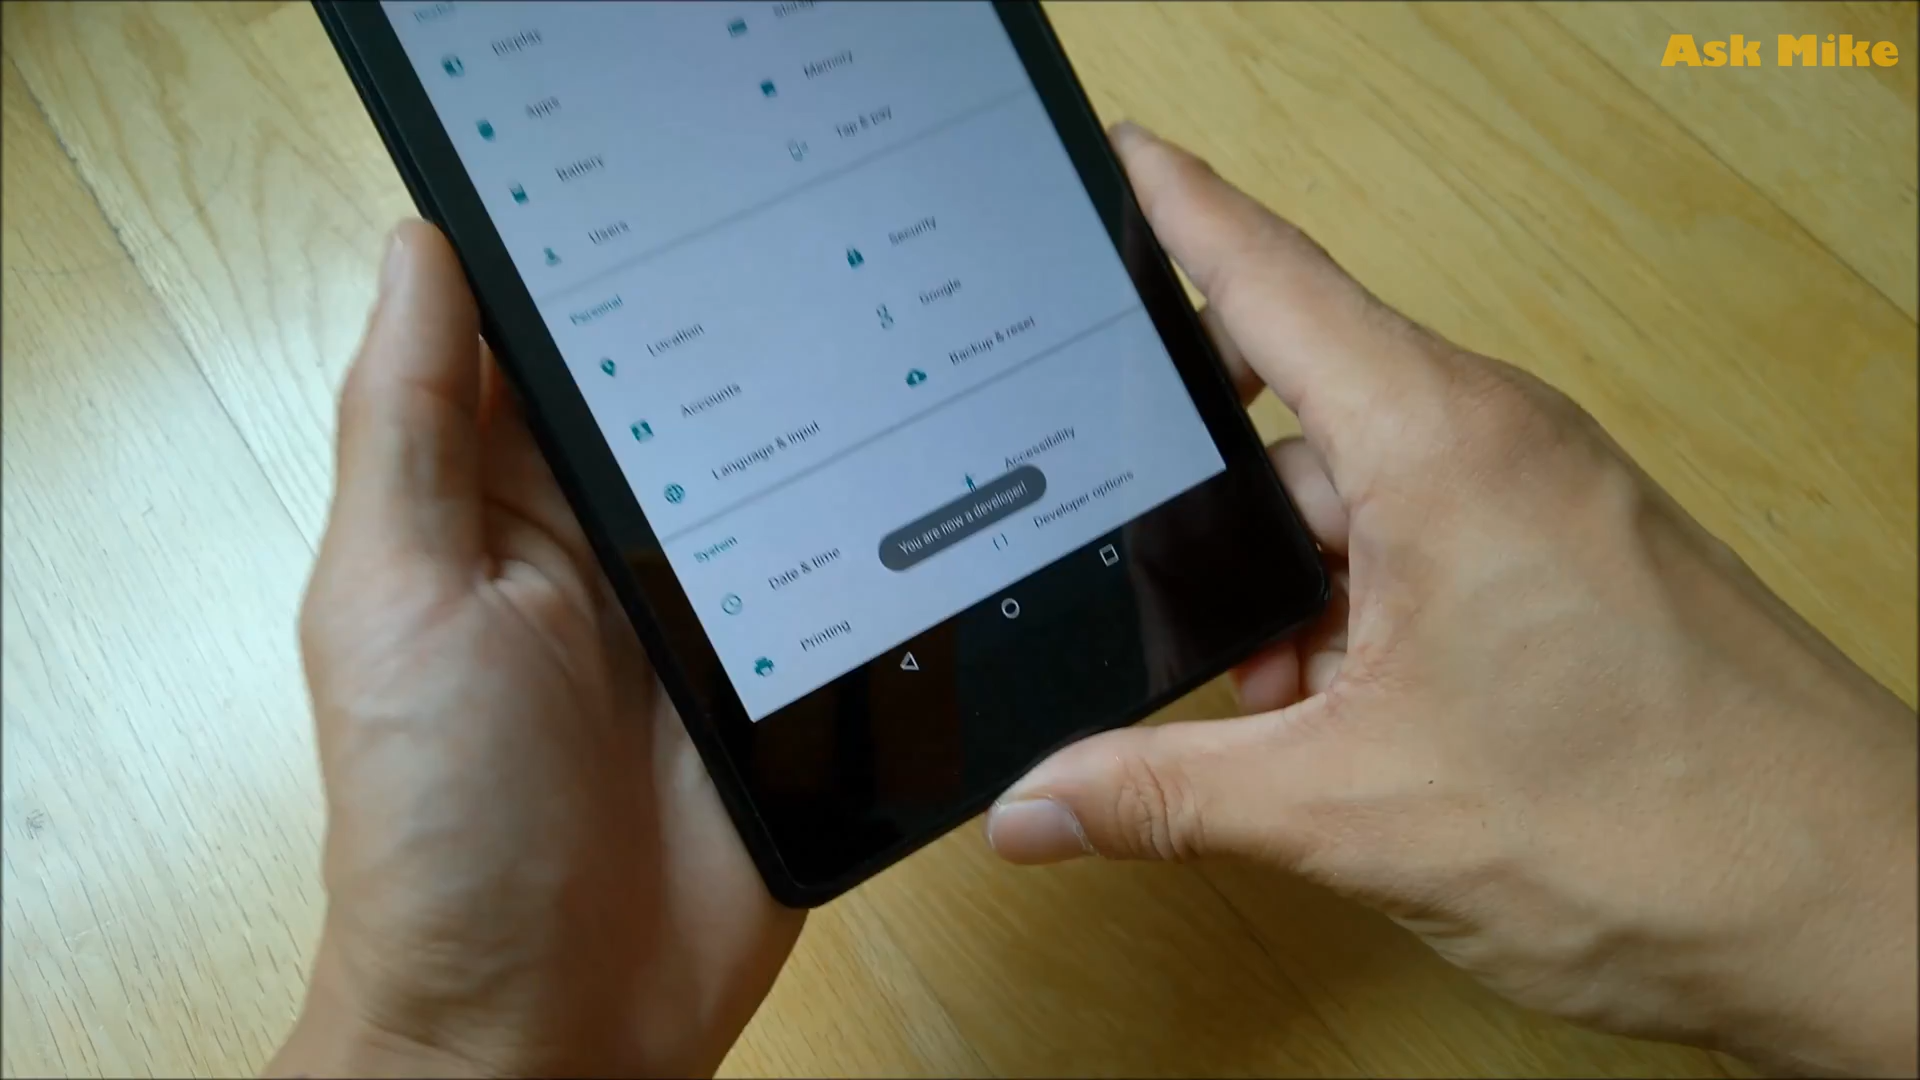 Ask Mike
Device
Display
Storage
Apps
Memory
Battery
Tap & pay
Users
Personal
Location
Security
Accounts
Google
Language & input
Backup & reset
System
Date & time
Accessibility
You are now a developer!
Printing
Developer options